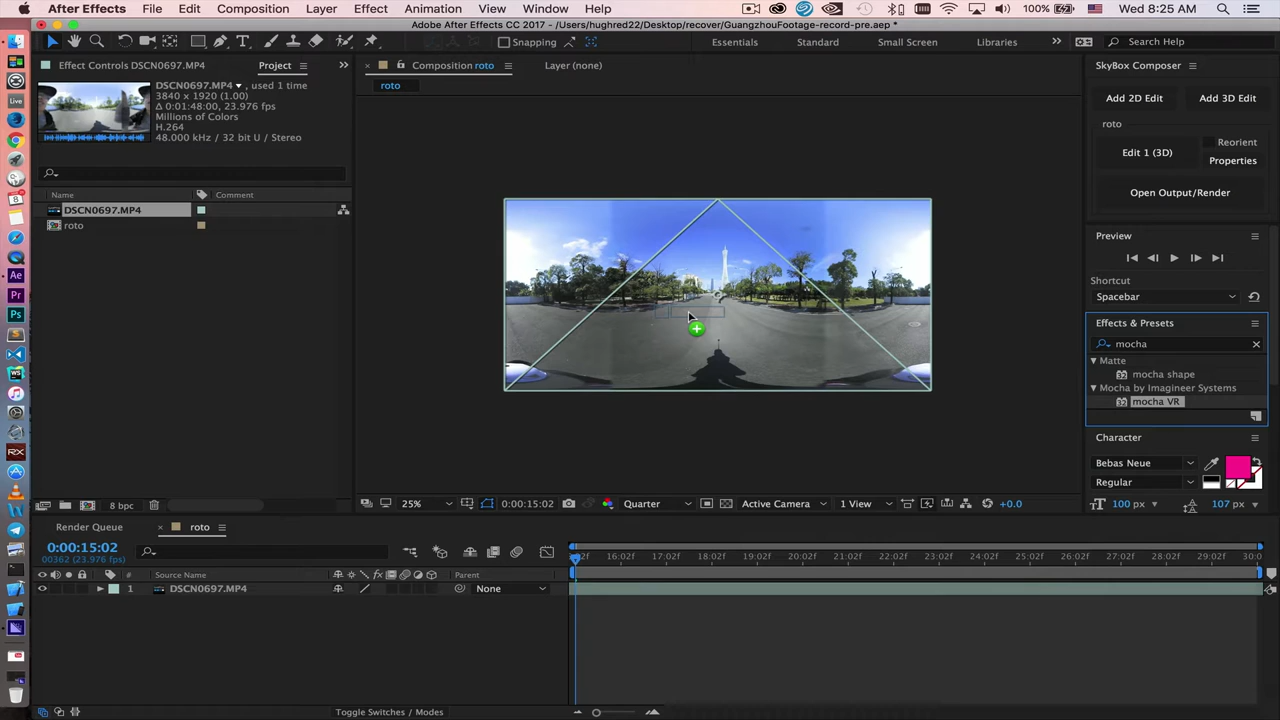 After Effects File Edit Composition Layer Effect Animation View Window Help 100% Wed 8:25 AM
Adobe After Effects CC 2017 - /Users/hughred22/Desktop/recover/GuangzhouFootage-record-pre.aep *
Snapping Essentials Standard Small Screen Libraries Search Help
Effect Controls DSCN0697.MP4 Project
Composition roto Layer (none)
SkyBox Composer
roto
DSCN0697.MP4 , used 1 time
3840 x 1920 (1.00)
Δ 0:01:48:00, 23.976 fps
Millions of Colors
H.264
48.000 kHz / 32 bit U / Stereo
Add 2D Edit Add 3D Edit
roto
Reorient
Edit 1 (3D)
Properties
Open Output/Render
Name Comment
DSCN0697.MP4
roto
Preview
Shortcut
Spacebar
Effects & Presets
mocha
Matte
32 mocha shape
Mocha by Imagineer Systems
32 mocha VR
Character
Bebas Neue
Regular
100 px 107 px
8 bpc
25% 0:00:15:02 Quarter Active Camera 1 View +0.0
Render Queue roto
0:00:15:02
00362 (23.976 fps)
16:02f 17:02f 18:02f 19:02f 20:02f 21:02f 22:02f 23:02f 24:02f 25:02f 26:02f 27:02f 28:02f 29:02f
# Source Name Parent
1 DSCN0697.MP4 None
Toggle Switches / Modes